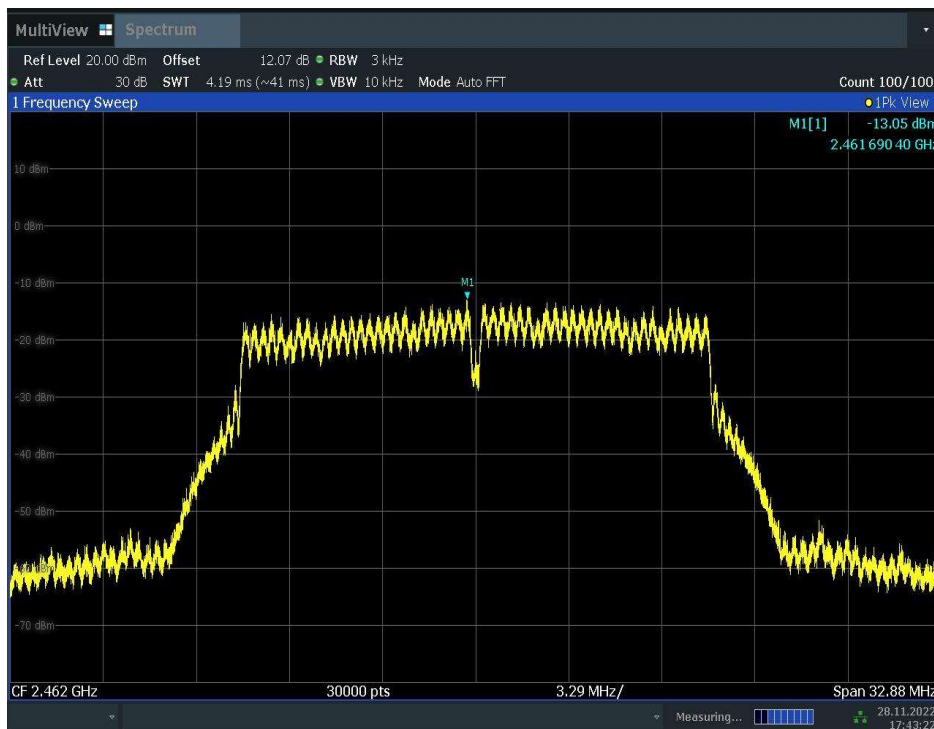 MultiView Spectrum
Ref Level 20.00 dBm Offset 12.07 dB RBW 3 kHz
Att 30 dB SWT 4.19 ms (~41 ms) VBW 10 kHz Mode Auto FFT Count 100/100
1 Frequency Sweep 1Pk View
M1[1] -13.05 dBm
2.461 690 40 GHz
10 dBm
0 dBm
-10 dBm
M1
-20 dBm
-30 dBm
-40 dBm
-50 dBm
-70 dBm
CF 2.462 GHz 30000 pts 3.29 MHz/ Span 32.88 MHz
Measuring... 28.11.2022
17:43:22